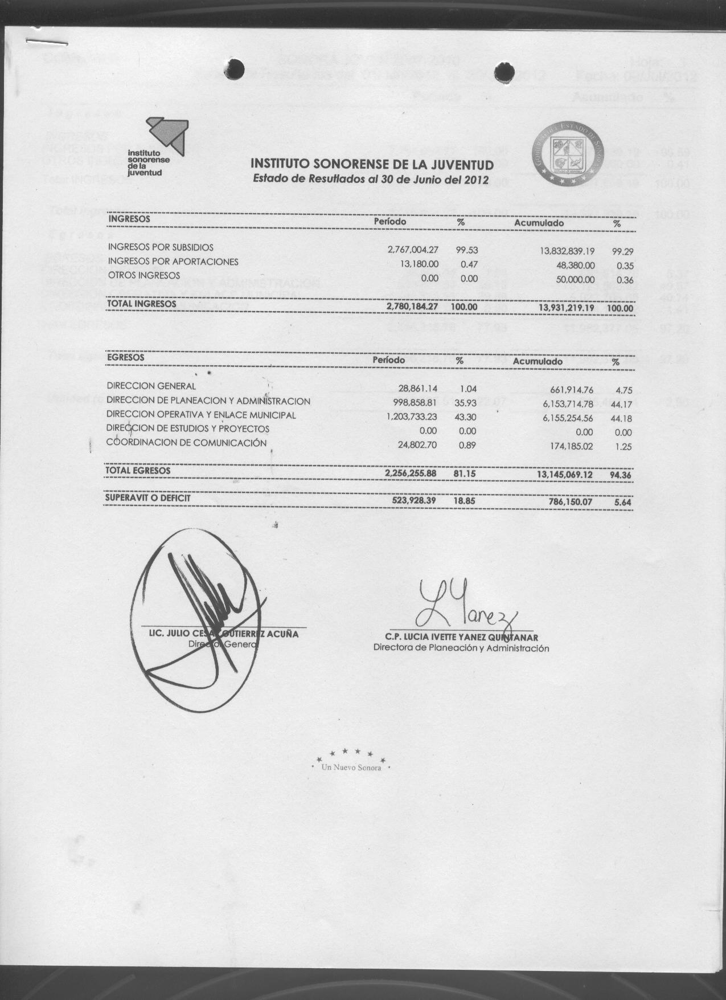 instituto
sonorense
de la
juventud
GOBIERNO DEL ESTADO DE SONORA
INSTITUTO SONORENSE DE LA JUVENTUD
Estado de Resultados al 30 de Junio del 2012
INGRESOS Período % Acumulado %
INGRESOS POR SUBSIDIOS 2,767,004.27 99.53 13,832,839.19 99.29
INGRESOS POR APORTACIONES 13,180.00 0.47 48,380.00 0.35
OTROS INGRESOS 0.00 0.00 50,000.00 0.36
TOTAL INGRESOS 2,780,184.27 100.00 13,931,219.19 100.00
EGRESOS Período % Acumulado %
DIRECCION GENERAL 28,861.14 1.04 661,914.76 4.75
DIRECCION DE PLANEACION Y ADMINISTRACION 998,858.81 35.93 6,153,714.78 44.17
DIRECCION OPERATIVA Y ENLACE MUNICIPAL 1,203,733.23 43.30 6,155,254.56 44.18
DIRECCION DE ESTUDIOS Y PROYECTOS 0.00 0.00 0.00 0.00
COORDINACION DE COMUNICACIÓN 24,802.70 0.89 174,185.02 1.25
TOTAL EGRESOS 2,256,255.88 81.15 13,145,069.12 94.36
SUPERAVIT O DEFICIT 523,928.39 18.85 786,150.07 5.64
L Yanez
LIC. JULIO CESAR GUTIERREZ ACUÑA
Director General
C.P. LUCIA IVETTE YANEZ QUINTANAR
Directora de Planeación y Administración
Un Nuevo Sonora